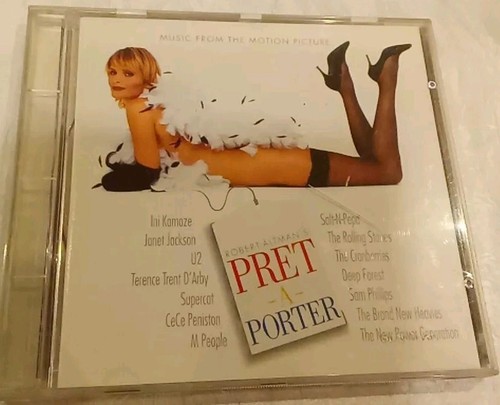 MUSIC FROM THE MOTION PICTURE
Ini Kamoze
Janet Jackson
U2
Terence Trent D'Arby
Supercat
CeCe Peniston
M People
ROBERT ALTMAN'S
PRET
-A-
PORTER
Salt-N-Pepa
The Rolling Stones
The Cranberries
Deep Forest
Sam Phillips
The Brand New Heavies
The New Power Generation